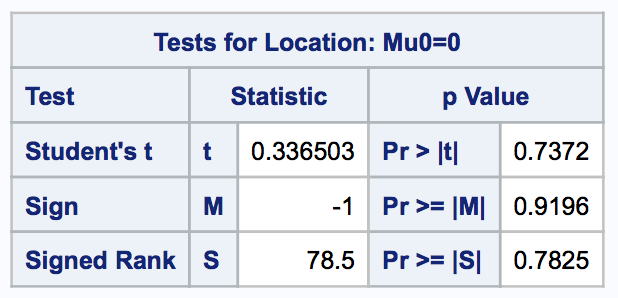 Tests for Location: Mu0=0
Test Statistic p Value
Student's t t 0.336503 Pr > |t| 0.7372
Sign M -1 Pr >= |M| 0.9196
Signed Rank S 78.5 Pr >= |S| 0.7825